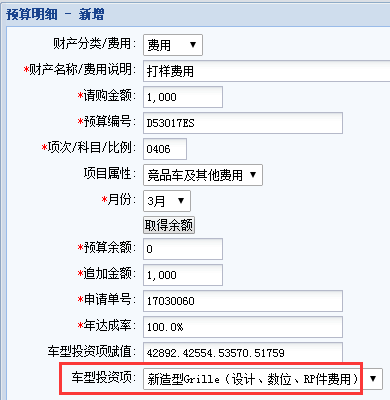 预算明细 - 新增
财产分类/费用: 费用
*财产名称/费用说明: 打样费用
*请购金额: 1,000
*预算编号: D53017ES
*项次/科目/比例: 0406
项目属性: 竟品车及其他费用
*月份: 3月
取得余额
*预算余额: 0
*追加金额: 1,000
*申请单号: 17030060
*年达成率: 100.0%
车型投资项赋值: 42892.42554.53570.51759
车型投资项: 新造型Grille（设计、数位、RP件费用）